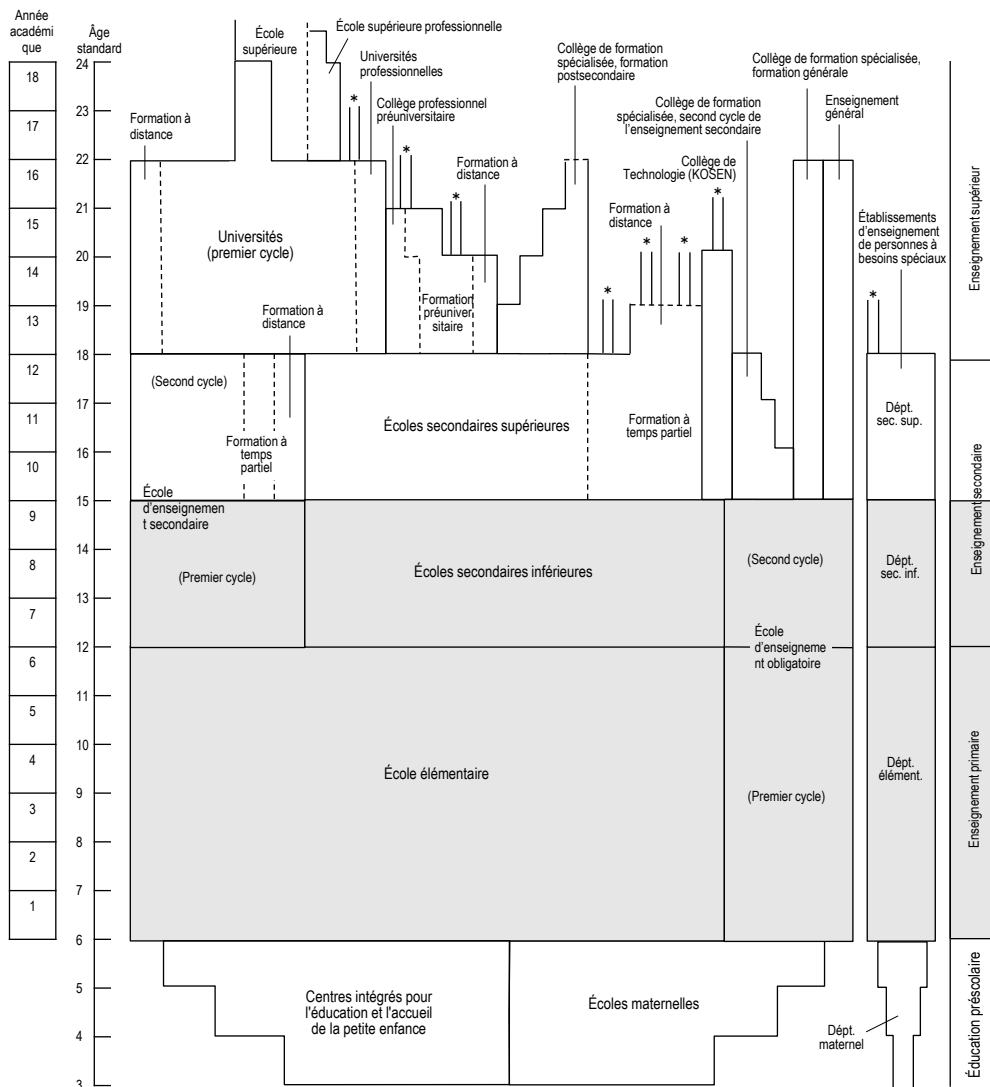 Année
académi
que
Âge
standard
18
17
16
15
14
13
12
11
10
9
8
7
6
5
4
3
2
1
24
23
22
21
20
19
18
17
16
15
14
13
12
11
10
9
8
7
6
5
4
3
École
supérieure
École supérieure professionnelle
Universités
professionnelles
Collège professionnel
préuniversitaire
Formation à
distance
Formation à
distance
Collège de formation
spécialisée, formation
postsecondaire
Collège de formation
spécialisée, second cycle de
l'enseignement secondaire
Collège de formation spécialisée,
formation générale
Enseignement
général
Collège de
Technologie (KOSEN)
Formation à
distance
Établissements
d'enseignement
de personnes à
besoins spéciaux
*
*
*
*
*
*
*
*
Universités
(premier cycle)
Formation à
distance
Formation
préuniver
sitaire
(Second cycle)
Formation à
temps
partiel
Écoles secondaires supérieures
Formation à
temps partiel
Dépt.
sec. sup.
École
d'enseignemen
t secondaire
(Premier cycle)
Écoles secondaires inférieures
(Second cycle)
Dépt.
sec. inf.
École
d'enseigneme
nt obligatoire
École élémentaire
(Premier cycle)
Dépt.
élément.
Centres intégrés pour
l'éducation et l'accueil
de la petite enfance
Écoles maternelles
Dépt.
maternel
Enseignement supérieur
Enseignement secondaire
Enseignement primaire
Éducation préscolaire